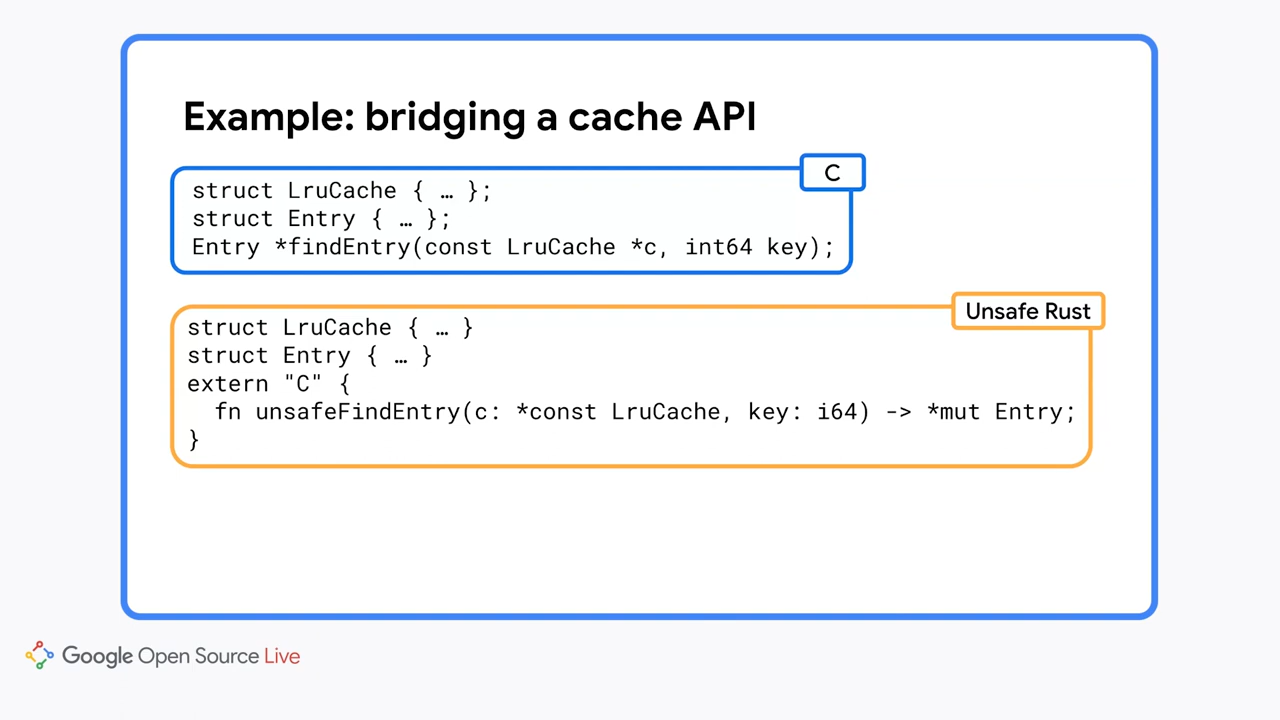 Example: bridging a cache API
C
struct LruCache { … };
struct Entry { … };
Entry *findEntry(const LruCache *c, int64 key);
Unsafe Rust
struct LruCache { … }
struct Entry { … }
extern "C" {
  fn unsafeFindEntry(c: *const LruCache, key: i64) -> *mut Entry;
}
Google Open Source Live